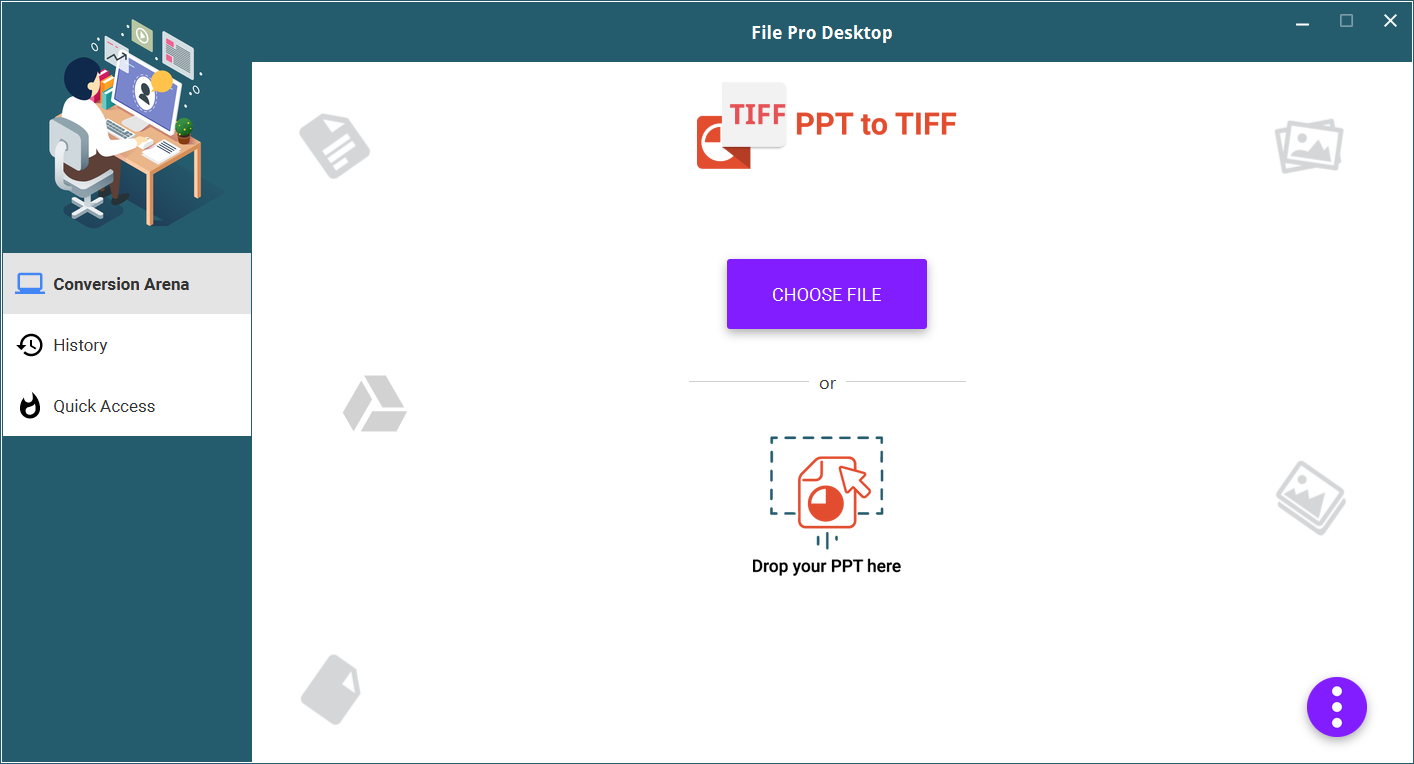 File Pro Desktop
TIFF
PPT to TIFF
Conversion Arena
History
Quick Access
CHOOSE FILE
or
Drop your PPT here